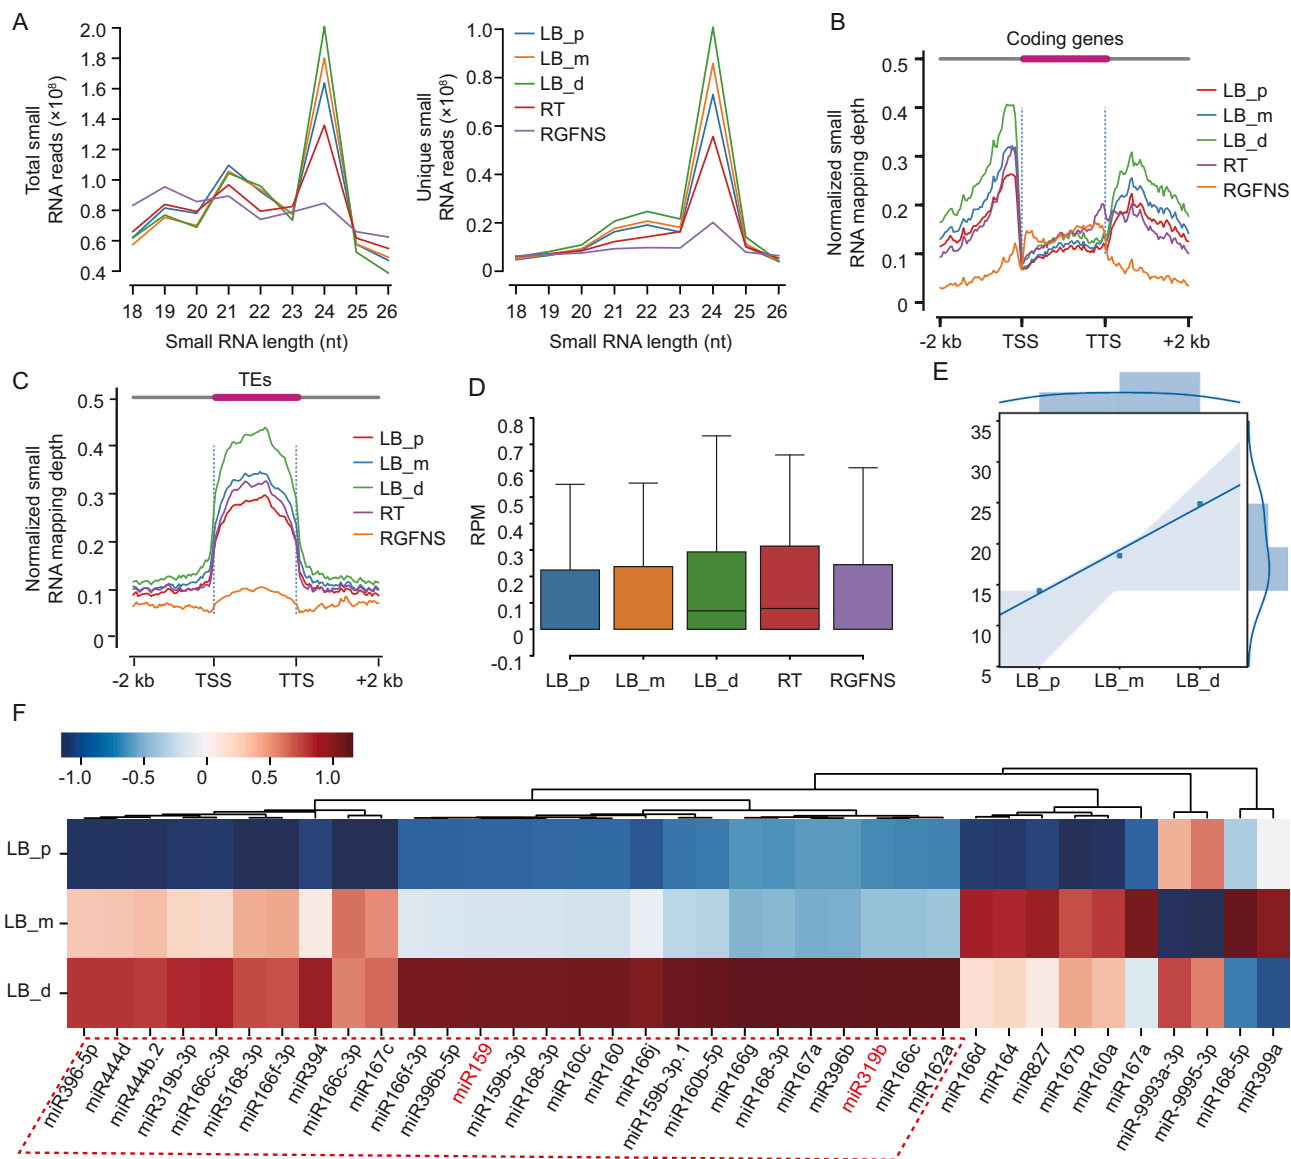 A
Total small
RNA reads (×10⁸)
2.0
1.8
1.6
1.4
1.2
1.0
0.8
0.6
0.4
18 19 20 21 22 23 24 25 26
Small RNA length (nt)
Unique small
RNA reads (×10⁸)
1.0
0.8
0.6
0.4
0.2
0
LB_p
LB_m
LB_d
RT
RGFNS
18 19 20 21 22 23 24 25 26
Small RNA length (nt)
B
Coding genes
Normalized small
RNA mapping depth
0.5
0.4
0.3
0.2
0.1
0
LB_p
LB_m
LB_d
RT
RGFNS
-2 kb TSS TTS +2 kb
C
TEs
Normalized small
RNA mapping depth
0.5
0.4
0.3
0.2
0.1
0
LB_p
LB_m
LB_d
RT
RGFNS
-2 kb TSS TTS +2 kb
D
RPM
0.8
0.7
0.6
0.5
0.4
0.3
0.2
0.1
0
-0.1
LB_p LB_m LB_d RT RGFNS
E
35
30
25
20
15
10
5
LB_p LB_m LB_d
F
-1.0 -0.5 0 0.5 1.0
LB_p
LB_m
LB_d
miR396-5p
miR444d
miR444b.2
miR319b-3p
miR166c-3p
miR5168-3p
miR166f-3p
miR394
miR166c-3p
miR167c
miR166f-3p
miR396b-5p
miR159
miR159b-3p
miR168-3p
miR160c
miR160
miR166j
miR159b-3p.1
miR160b-5p
miR166g
miR168-3p
miR167a
miR396b
miR319b
miR166c
miR162a
miR166d
miR164
miR827
miR167b
miR160a
miR167a
miR-9993a-3p
miR-9995-3p
miR168-5p
miR399a